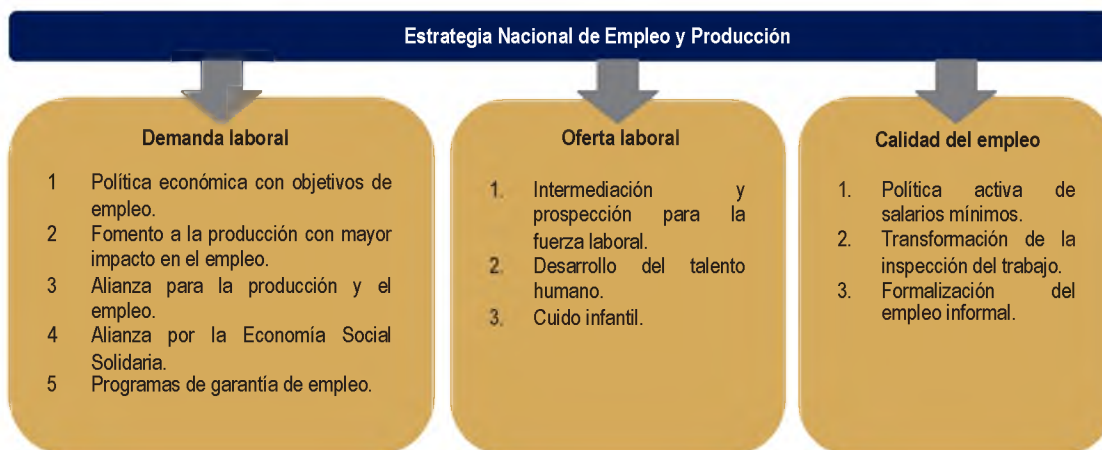 Estrategia Nacional de Empleo y Producción
Demanda laboral
1 Política económica con objetivos de
empleo.
2 Fomento a la producción con mayor
impacto en el empleo.
3 Alianza para la producción y el
empleo.
4 Alianza por la Economía Social
Solidaria.
5 Programas de garantía de empleo.
Oferta laboral
1. Intermediación y
prospección para la
fuerza laboral.
2. Desarrollo del talento
humano.
3. Cuido infantil.
Calidad del empleo
1. Política activa de
salarios mínimos.
2. Transformación de la
inspección del trabajo.
3. Formalización del
empleo informal.